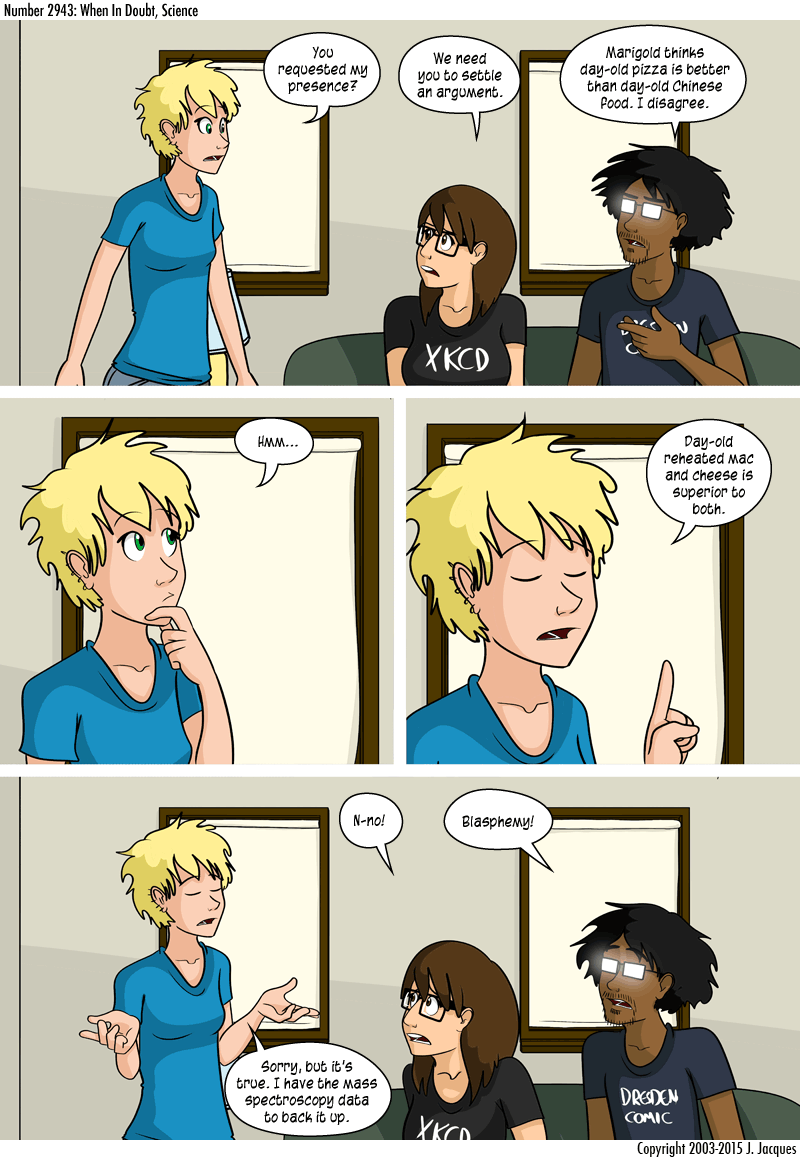 Number 2943: When In Doubt, Science
You
requested my
presence?
We need
you to settle
an argument.
Marigold thinks
day-old pizza is better
than day-old Chinese
food. I disagree.
XKCD
Hmm...
Day-old
reheated mac
and cheese is
superior to
both.
N-no!
Blasphemy!
Sorry, but it's
true. I have the mass
spectroscopy data
to back it up.
XKCD
DRESDEN
COMIC
Copyright 2003-2015 J. Jacques